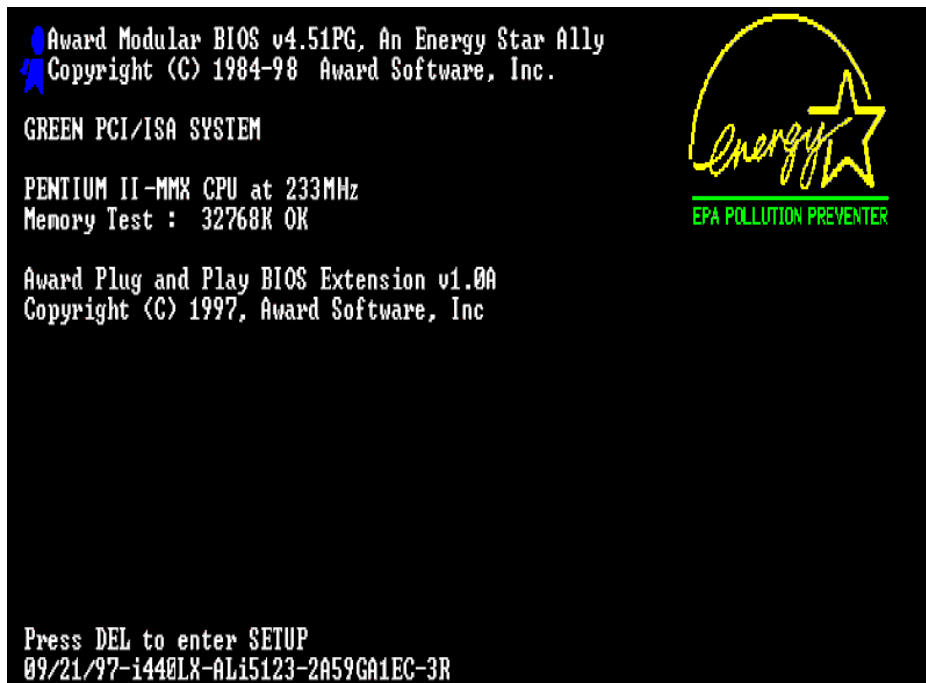 Award Modular BIOS v4.51PG, An Energy Star Ally
Copyright (C) 1984-98 Award Software, Inc.
energy
EPA POLLUTION PREVENTER
GREEN PCI/ISA SYSTEM
PENTIUM II-MMX CPU at 233MHz
Memory Test : 32768K OK
Award Plug and Play BIOS Extension v1.0A
Copyright (C) 1997, Award Software, Inc
Press DEL to enter SETUP
09/21/97-i440LX-ALi5123-2A59GA1EC-3R